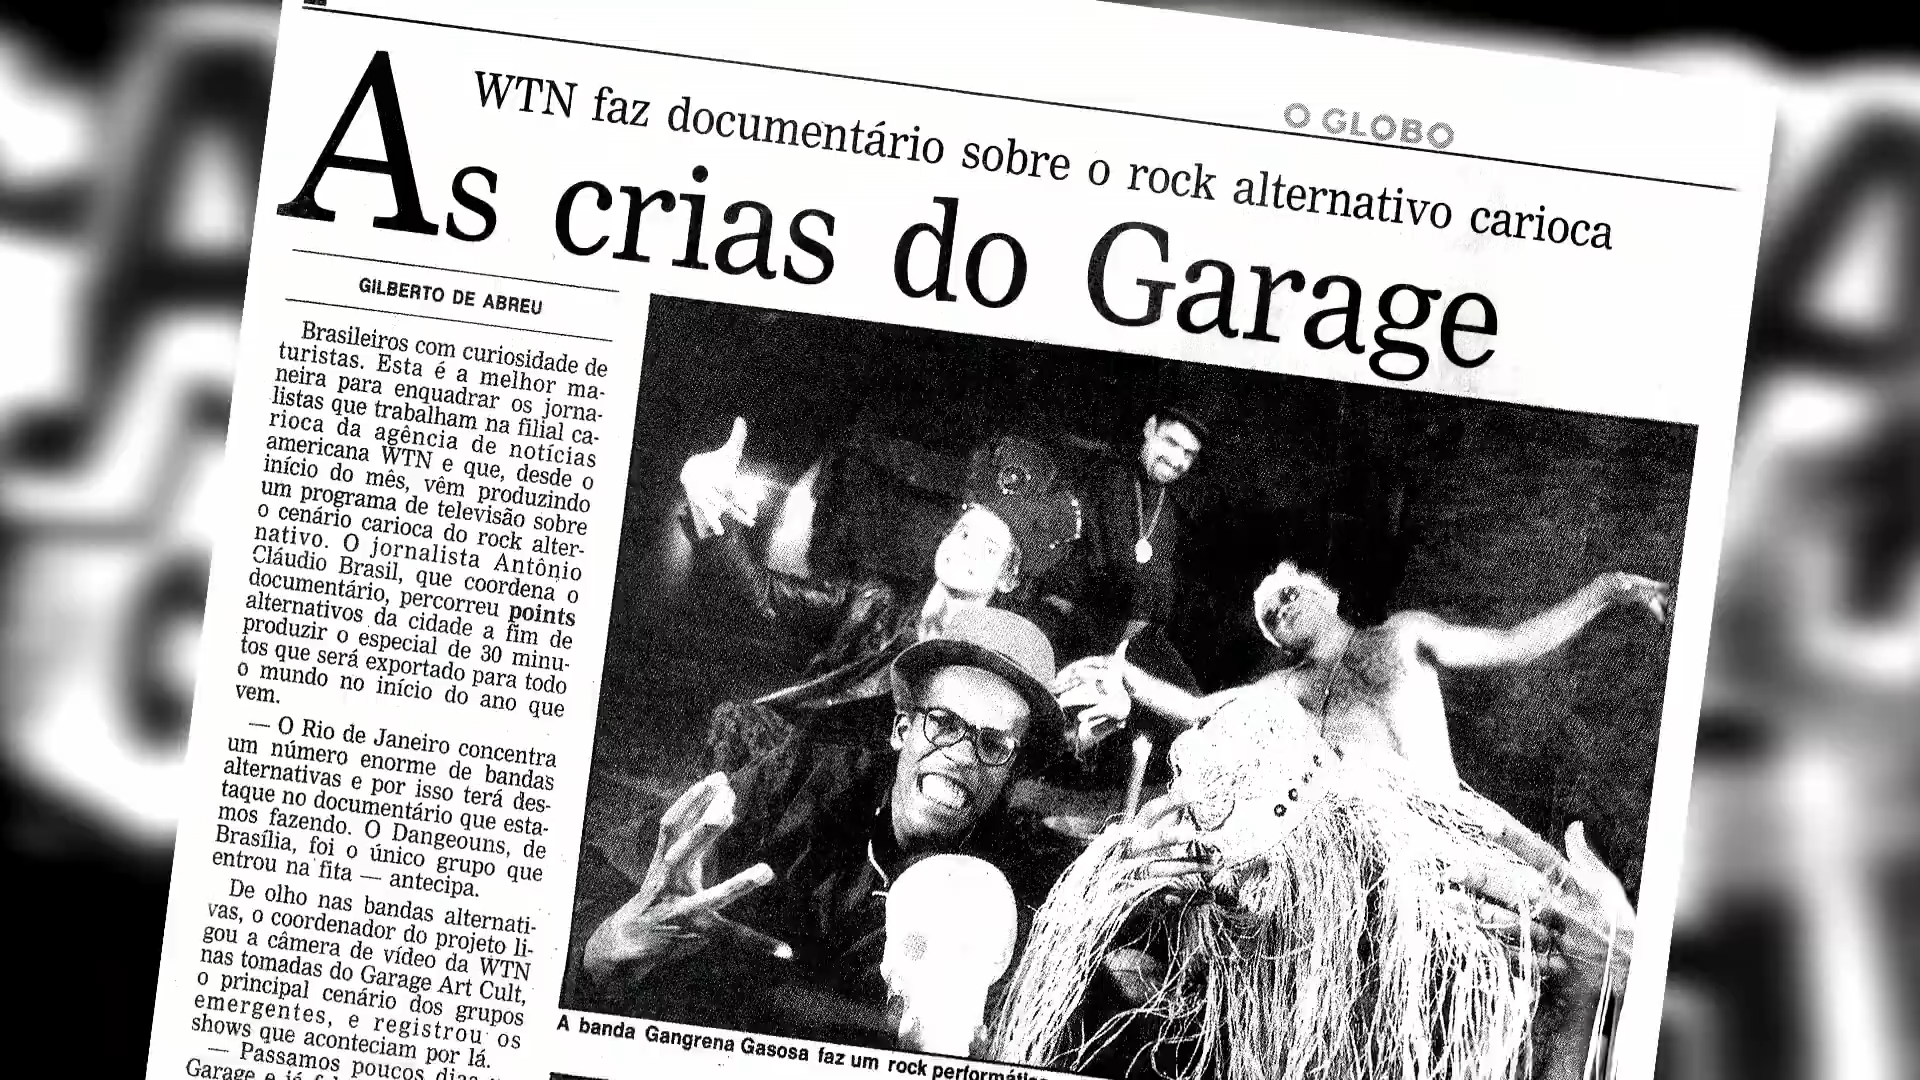 O GLOBO
WTN faz documentário sobre o rock alternativo carioca
As crias do Garage
GILBERTO DE ABREU
Brasileiros com curiosidade de
turistas. Esta é a melhor ma-
neira para enquadrar os jorna-
listas que trabalham na filial ca-
rioca da agência de notícias
americana WTN e que, desde o
início do mês, vêm produzindo
um programa de televisão sobre
o cenário carioca do rock alter-
nativo. O jornalista Antônio
Cláudio Brasil, que coordena o
documentário, percorreu points
alternativos da cidade a fim de
produzir o especial de 30 minu-
tos que será exportado para todo
o mundo no início do ano que
vem.
— O Rio de Janeiro concentra
um número enorme de bandas
alternativas e por isso terá des-
taque no documentário que esta-
mos fazendo. O Dangeouns, de
Brasília, foi o único grupo que
entrou na fita — antecipa.
De olho nas bandas alternati-
vas, o coordenador do projeto li-
gou a câmera de vídeo da WTN
nas tomadas do Garage Art Cult,
o principal cenário dos grupos
emergentes, e registrou os
shows que aconteciam por lá.
— Passamos poucos dias
Garage e já
A banda Gangrena Gasosa faz um rock